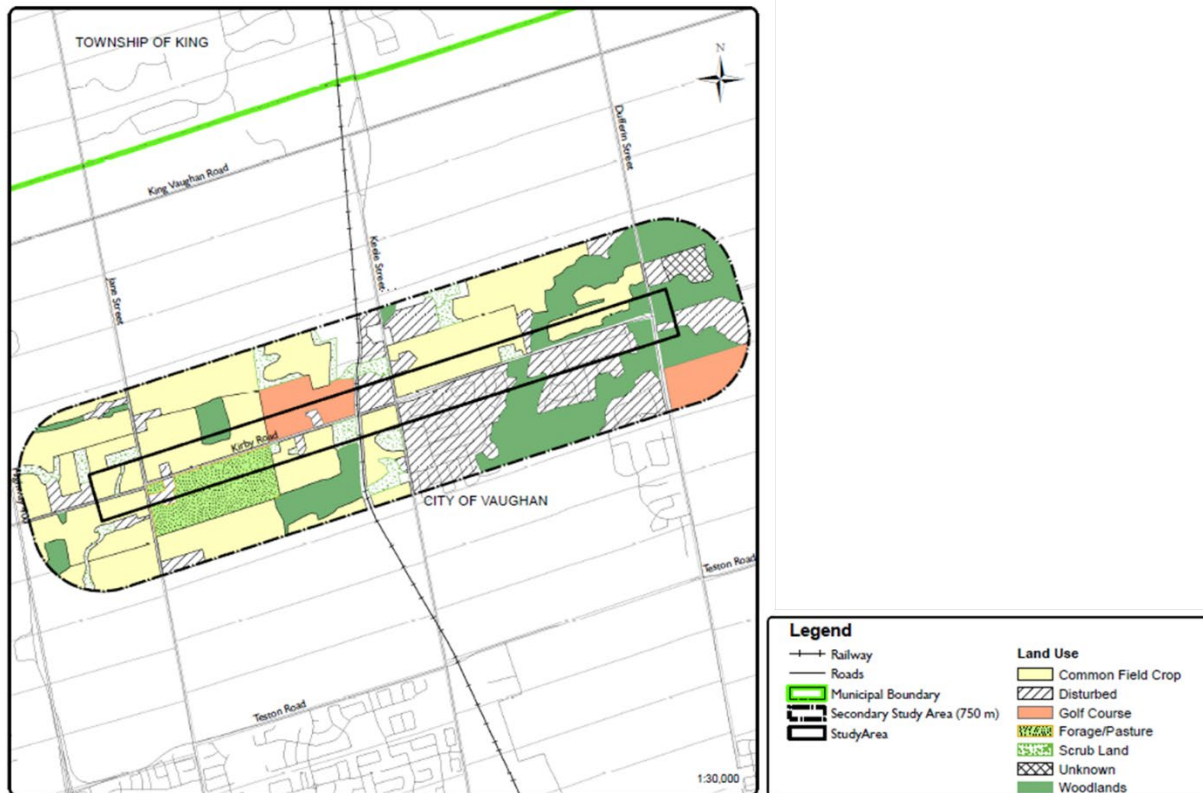 TOWNSHIP OF KING
N
Dufferin Street
King Vaughan Road
Keele Street
Jane Street
Kirby Road
Highway 400
CITY OF VAUGHAN
Teston Road
Teston Road
1:30,000
Legend
Railway
Roads
Municipal Boundary
Secondary Study Area (750 m)
StudyArea
Land Use
Common Field Crop
Disturbed
Golf Course
Forage/Pasture
Scrub Land
Unknown
Woodlands